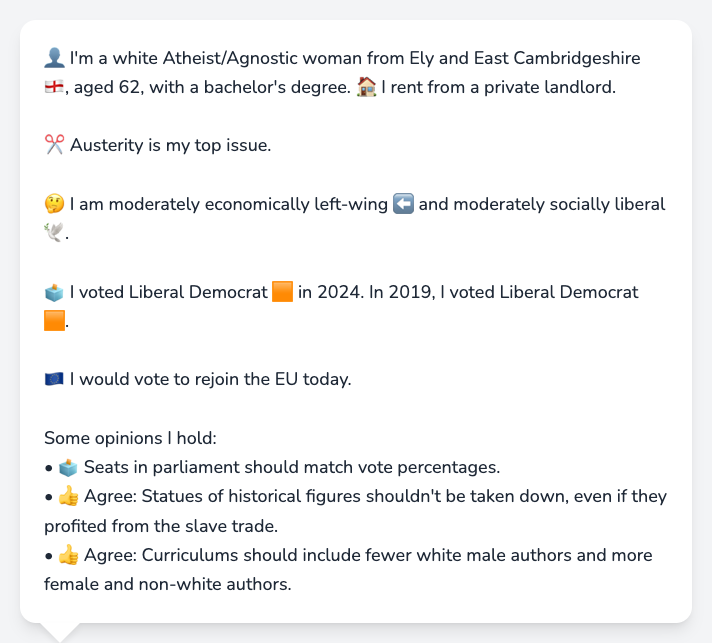 👤 I'm a white Atheist/Agnostic woman from Ely and East Cambridgeshire
🏴󠁧󠁢󠁥󠁮󠁧󠁿, aged 62, with a bachelor's degree. 🏠 I rent from a private landlord.
✂️ Austerity is my top issue.
🤔 I am moderately economically left-wing ⬅️ and moderately socially liberal
🕊️.
🗳️ I voted Liberal Democrat 🟧 in 2024. In 2019, I voted Liberal Democrat
🟧.
🇪🇺 I would vote to rejoin the EU today.
Some opinions I hold:
• 🗳️ Seats in parliament should match vote percentages.
• 👍 Agree: Statues of historical figures shouldn't be taken down, even if they
profited from the slave trade.
• 👍 Agree: Curriculums should include fewer white male authors and more
female and non-white authors.